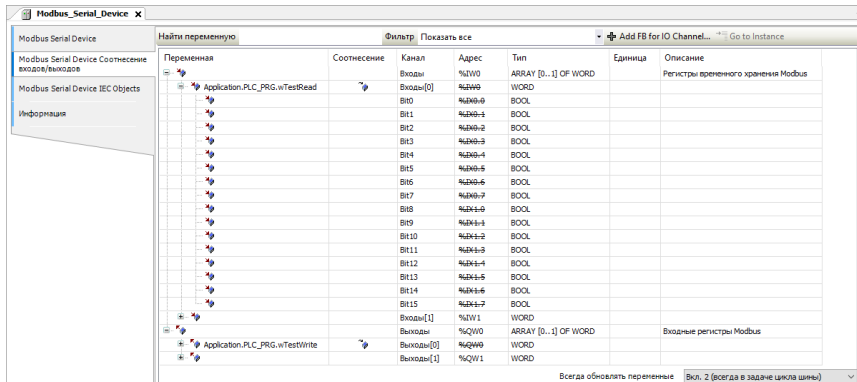 Modbus_Serial_Device X
Modbus Serial Device
Modbus Serial Device Соотнесение
входов/выходов
Modbus Serial Device IEC Objects
Информация
Найти переменную Фильтр Показать все Add FB for IO Channel... Go to Instance
Переменная Соотнесение Канал Адрес Тип Единица Описание
Входы %IW0 ARRAY [0..1] OF WORD Регистры временного хранения Modbus
Application.PLC_PRG.wTestRead Входы[0] %IW0 WORD
Bit0 %IX0.0 BOOL
Bit1 %IX0.1 BOOL
Bit2 %IX0.2 BOOL
Bit3 %IX0.3 BOOL
Bit4 %IX0.4 BOOL
Bit5 %IX0.5 BOOL
Bit6 %IX0.6 BOOL
Bit7 %IX0.7 BOOL
Bit8 %IX1.0 BOOL
Bit9 %IX1.1 BOOL
Bit10 %IX1.2 BOOL
Bit11 %IX1.3 BOOL
Bit12 %IX1.4 BOOL
Bit13 %IX1.5 BOOL
Bit14 %IX1.6 BOOL
Bit15 %IX1.7 BOOL
Входы[1] %IW1 WORD
Выходы %QW0 ARRAY [0..1] OF WORD Входные регистры Modbus
Application.PLC_PRG.wTestWrite Выходы[0] %QW0 WORD
Выходы[1] %QW1 WORD
Всегда обновлять переменные Вкл. 2 (всегда в задаче цикла шины)